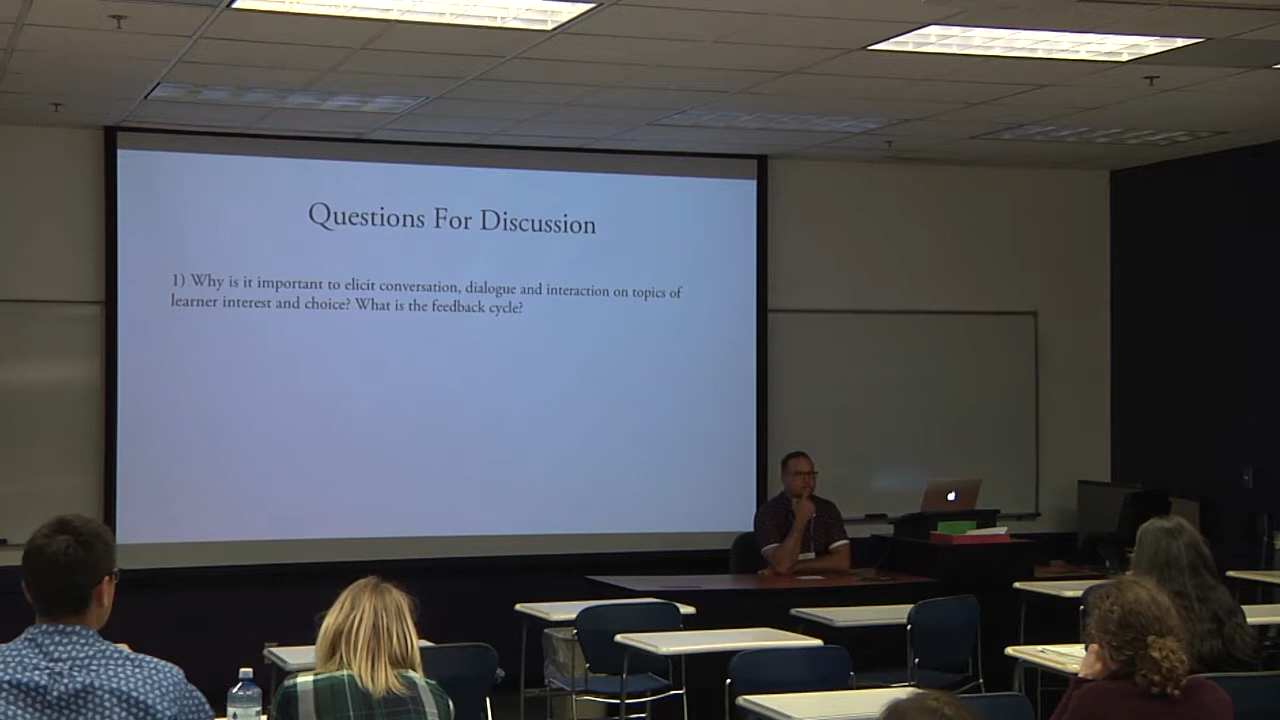 Questions For Discussion
1) Why is it important to elicit conversation, dialogue and interaction on topics of
learner interest and choice? What is the feedback cycle?